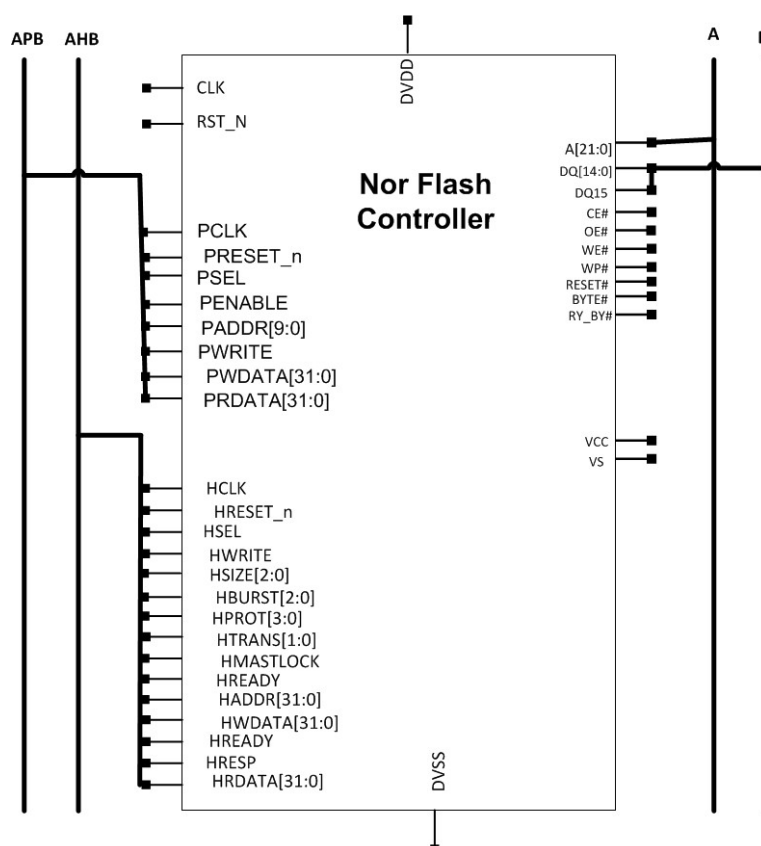 APB
AHB
A
DVDD
CLK
RST_N
Nor Flash
Controller
PCLK
PRESET_n
PSEL
PENABLE
PADDR[9:0]
PWRITE
PWDATA[31:0]
PRDATA[31:0]
HCLK
HRESET_n
HSEL
HWRITE
HSIZE[2:0]
HBURST[2:0]
HPROT[3:0]
HTRANS[1:0]
HMASTLOCK
HREADY
HADDR[31:0]
HWDATA[31:0]
HREADY
HRESP
HRDATA[31:0]
A[21:0]
DQ[14:0]
DQ15
CE#
OE#
WE#
WP#
RESET#
BYTE#
RY_BY#
VCC
VS
DVSS